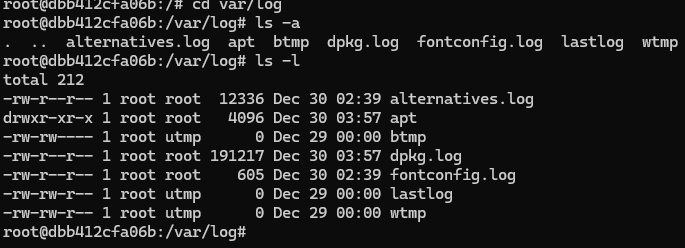 root@dbb412cfa06b:/# cd var/log
root@dbb412cfa06b:/var/log# ls -a
.  ..  alternatives.log  apt  btmp  dpkg.log  fontconfig.log  lastlog  wtmp
root@dbb412cfa06b:/var/log# ls -l
total 212
-rw-r--r-- 1 root root  12336 Dec 30 02:39 alternatives.log
drwxr-xr-x 1 root root   4096 Dec 30 03:57 apt
-rw-rw---- 1 root utmp      0 Dec 29 00:00 btmp
-rw-r--r-- 1 root root 191217 Dec 30 03:57 dpkg.log
-rw-r--r-- 1 root root    605 Dec 30 02:39 fontconfig.log
-rw-rw-r-- 1 root utmp      0 Dec 29 00:00 lastlog
-rw-rw-r-- 1 root utmp      0 Dec 29 00:00 wtmp
root@dbb412cfa06b:/var/log#